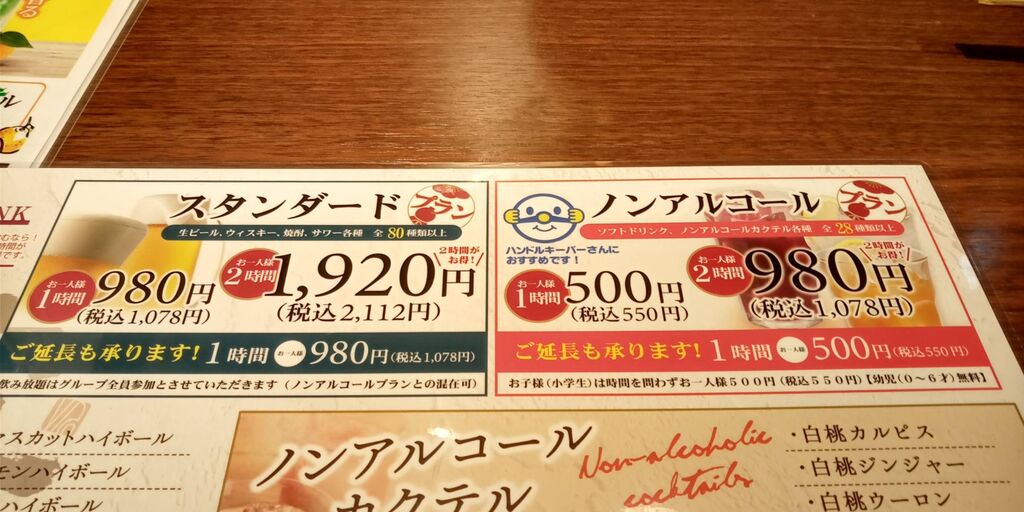 スタンダード
プラン
生ビール、ウィスキー、焼酎、サワー各種 全80種類以上
お一人様
1時間
980円
(税込1,078円)
お一人様
2時間
1,920円
(税込2,112円)
2時間が
お得!
ご延長も承ります! 1時間 お一人様 980円(税込1,078円)
飲み放題はグループ全員参加とさせていただきます (ノンアルコールプランとの混在可)
ノンアルコール
プラン
ソフトドリンク、ノンアルコールカクテル各種 全28種類以上
ハンドルキーパーさんに
おすすめです!
お一人様
1時間
500円
(税込550円)
お一人様
2時間
980円
(税込1,078円)
2時間が
お得!
ご延長も承ります! 1時間 お一人様 500円(税込550円)
お子様(小学生)は時間を問わずお一人様500円(税込550円)【幼児(0〜6才)無料】
スカットハイボール
モンハイボール
ハイボール
ノンアルコール
カクテル
Non-alcoholic
cocktails
・白桃カルピス
・白桃ジンジャー
・白桃ウーロン